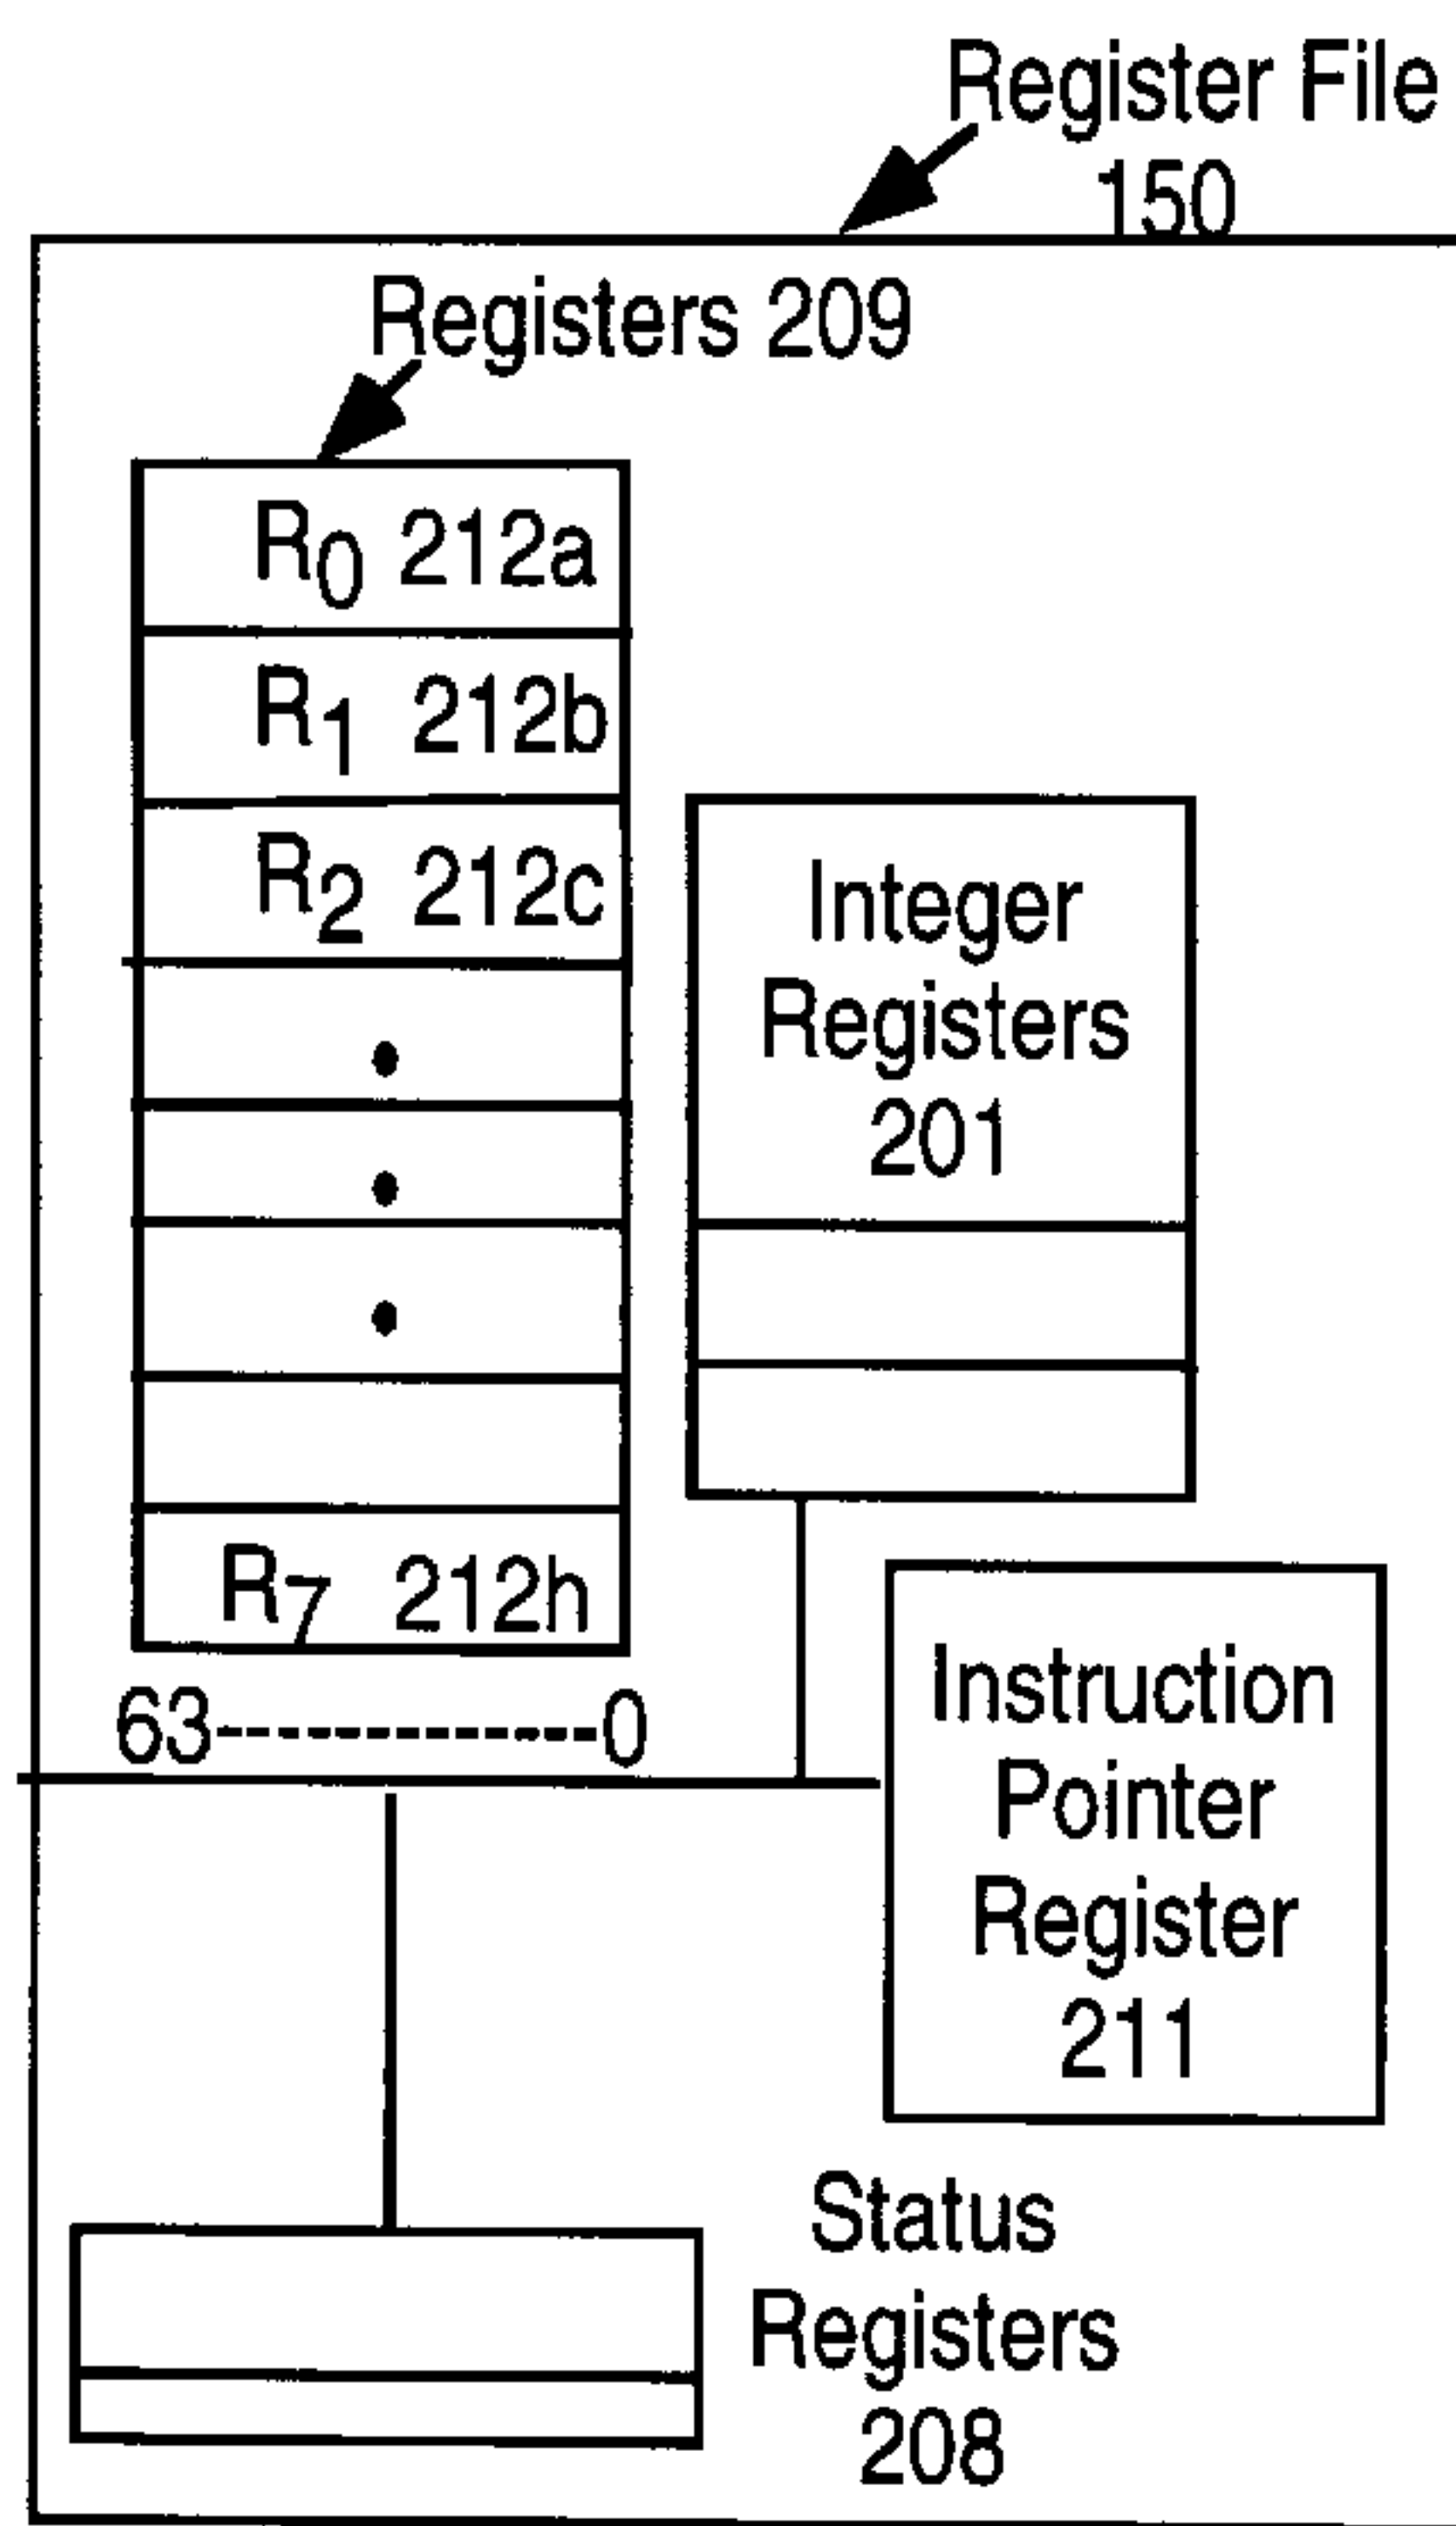 Register File
150
Registers 209
R0 212a
R1 212b
R2 212c
Integer
Registers
201
R7 212h
63------------0
Instruction
Pointer
Register
211
Status
Registers
208